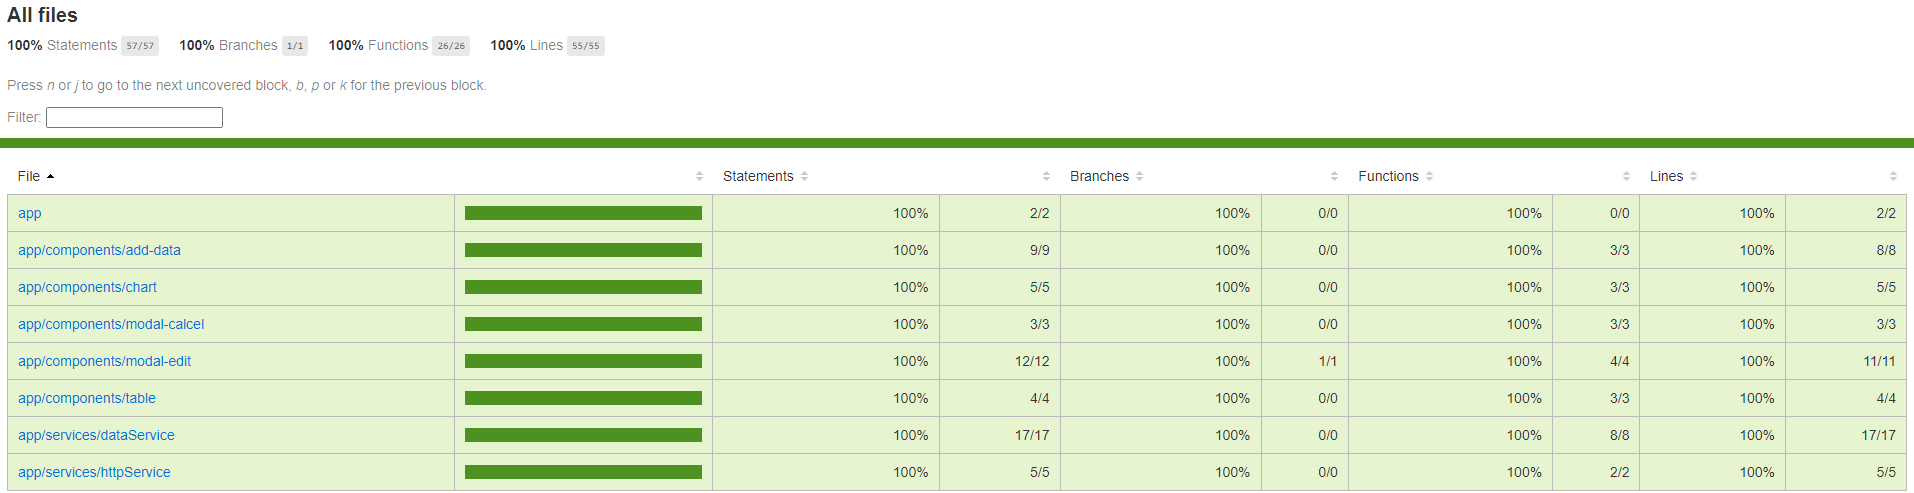 All files
100% Statements 57/57 100% Branches 1/1 100% Functions 26/26 100% Lines 55/55
Press n or j to go to the next uncovered block, b, p or k for the previous block.
Filter:
File Statements Branches Functions Lines
app 100% 2/2 100% 0/0 100% 0/0 100% 2/2
app/components/add-data 100% 9/9 100% 0/0 100% 3/3 100% 8/8
app/components/chart 100% 5/5 100% 0/0 100% 3/3 100% 5/5
app/components/modal-calcel 100% 3/3 100% 0/0 100% 3/3 100% 3/3
app/components/modal-edit 100% 12/12 100% 1/1 100% 4/4 100% 11/11
app/components/table 100% 4/4 100% 0/0 100% 3/3 100% 4/4
app/services/dataService 100% 17/17 100% 0/0 100% 8/8 100% 17/17
app/services/httpService 100% 5/5 100% 0/0 100% 2/2 100% 5/5